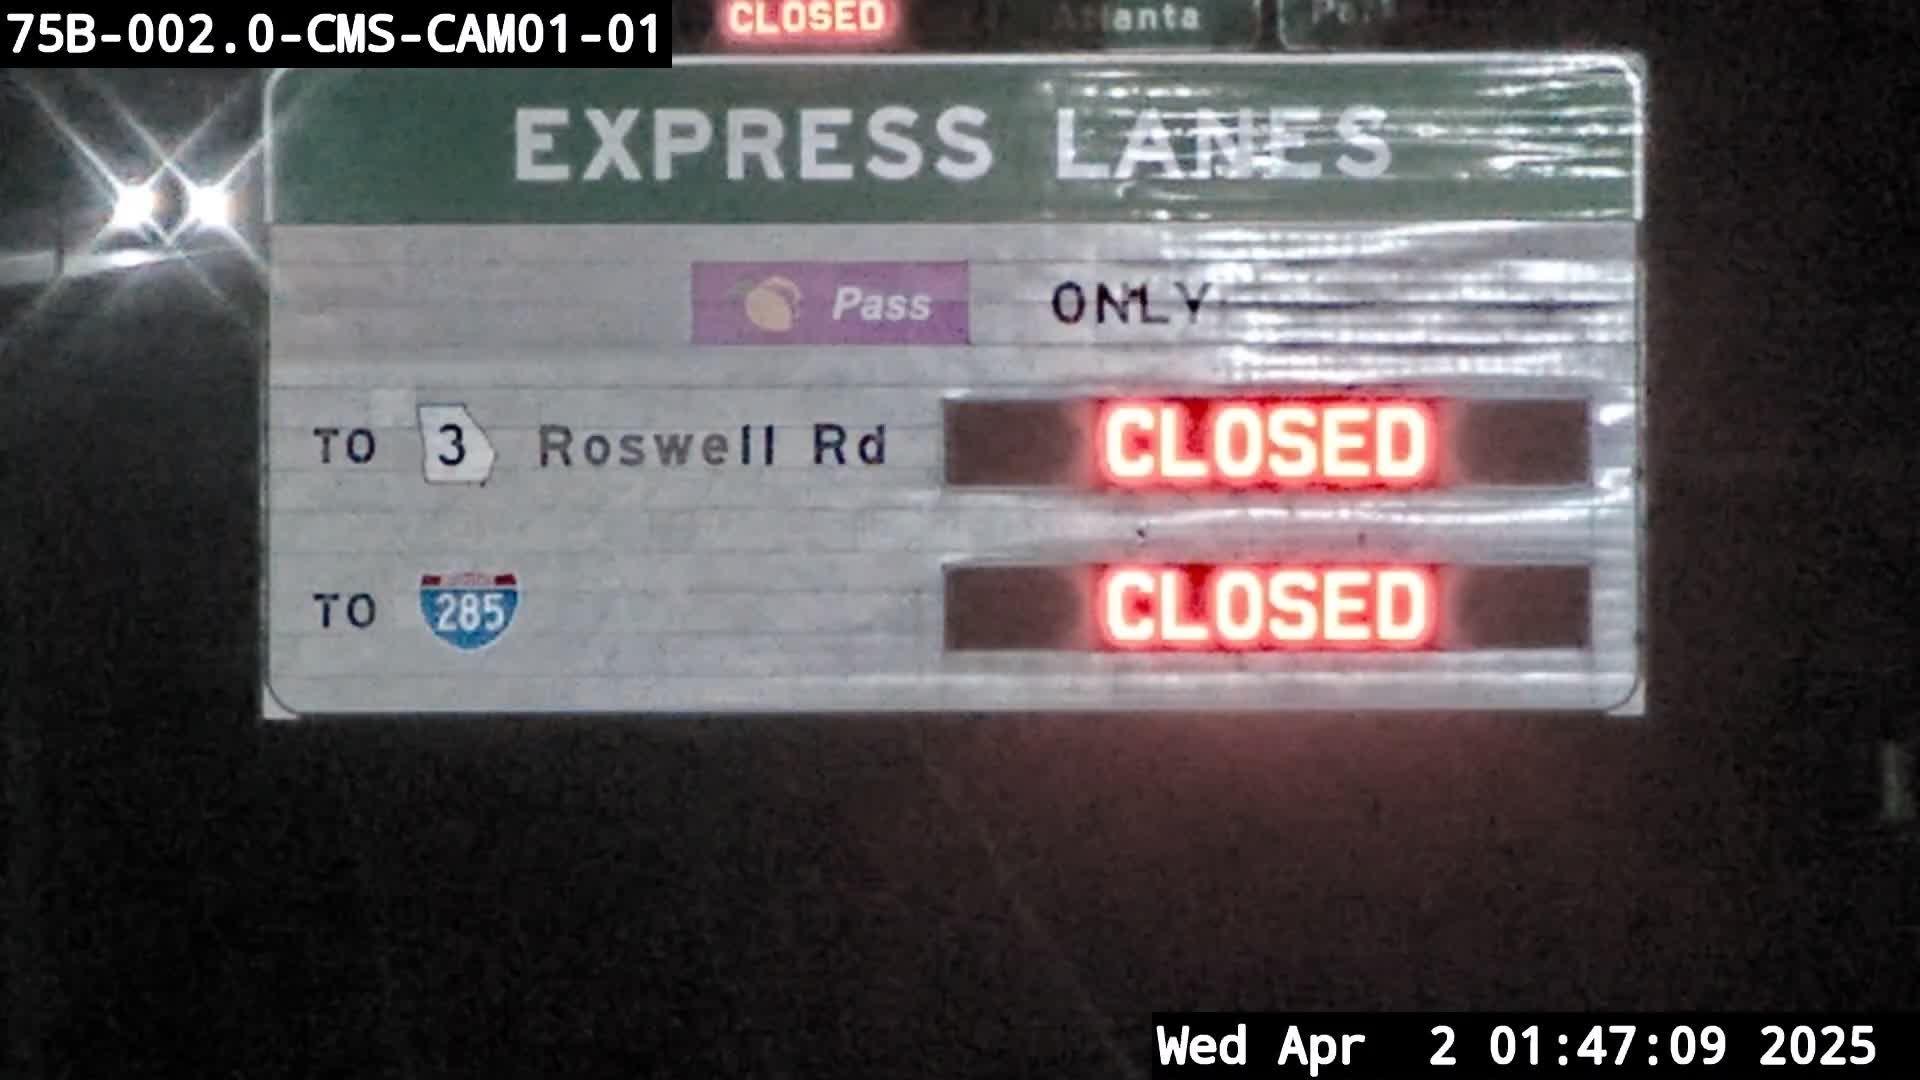 75B-002.0-CMS-CAM01-01
CLOSED
Atlanta
EXPRESS LANES
Pass ONLY
TO 3 Roswell Rd CLOSED
TO 285 CLOSED
Wed Apr 2 01:47:09 2025